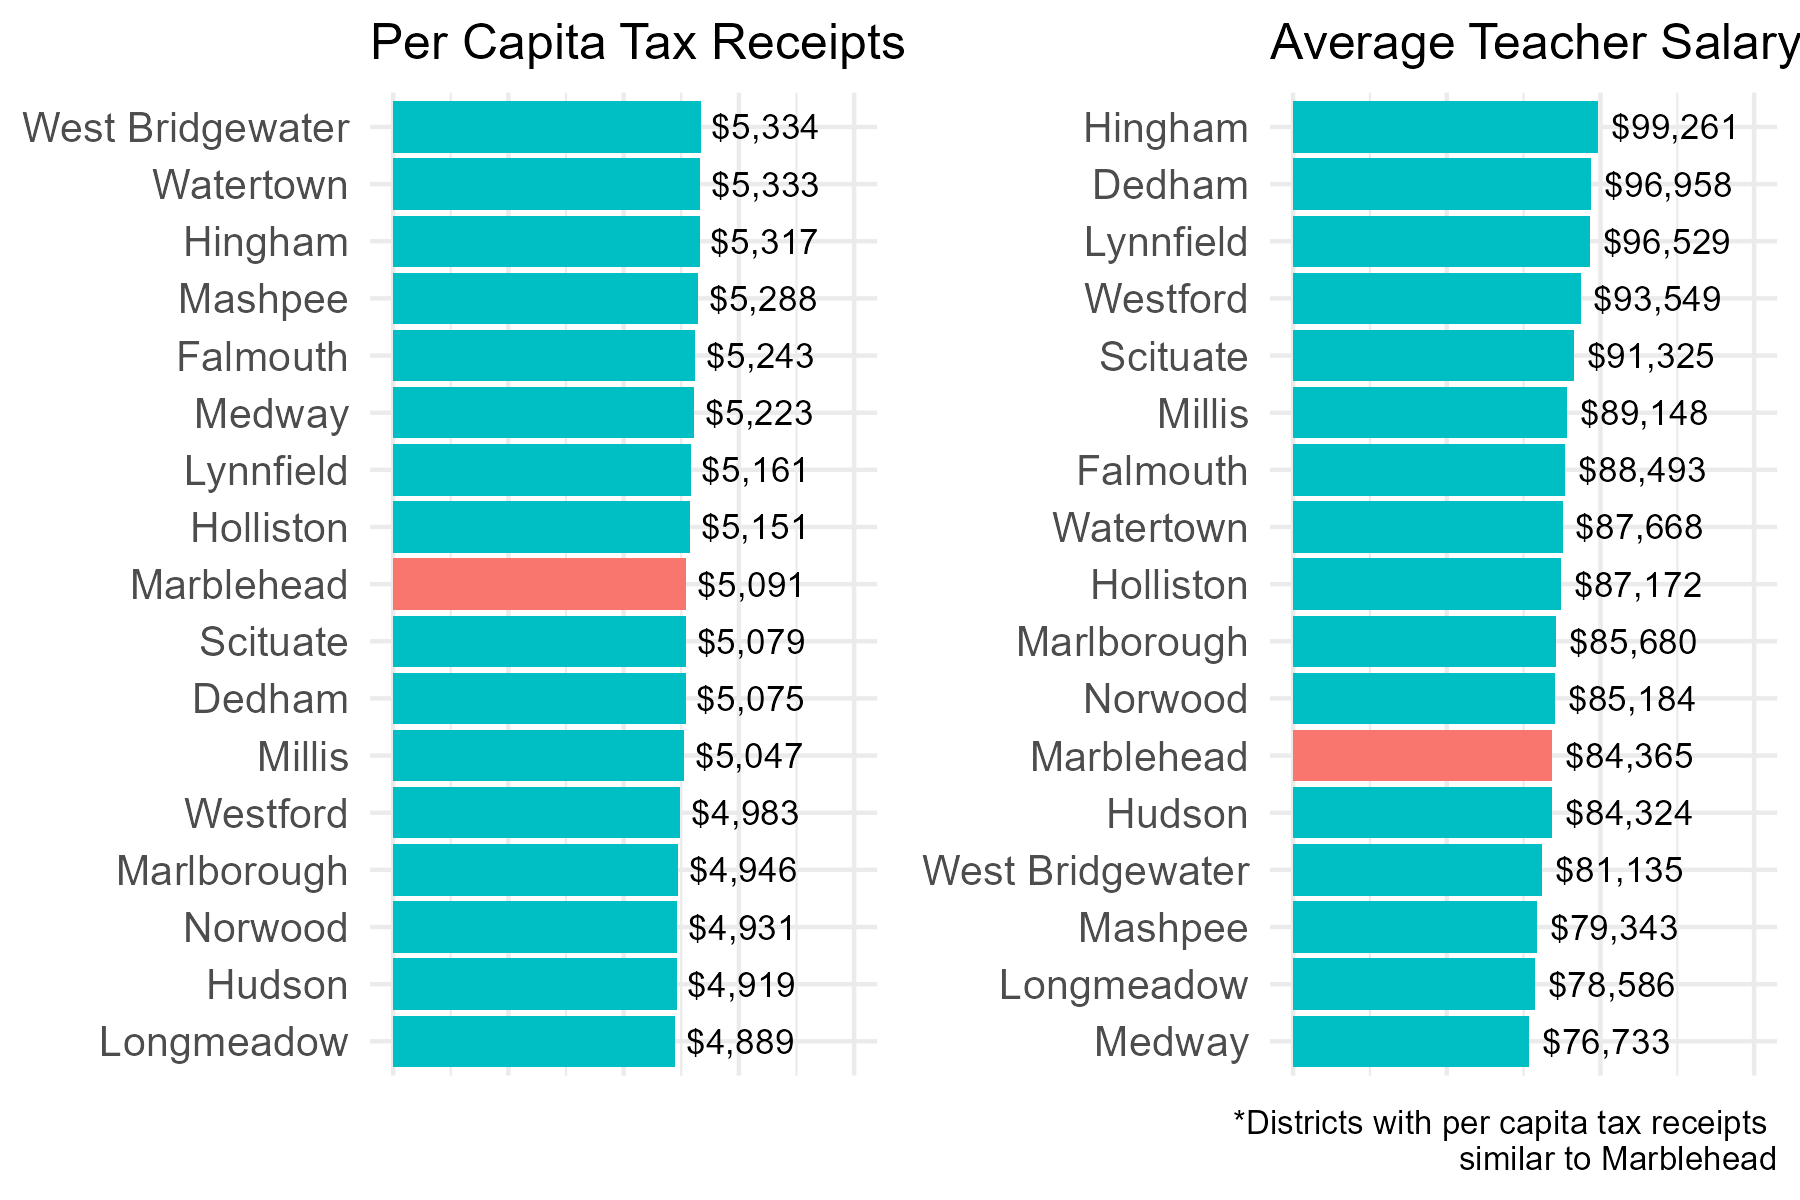 Per Capita Tax Receipts
West Bridgewater $5,334
Watertown $5,333
Hingham $5,317
Mashpee $5,288
Falmouth $5,243
Medway $5,223
Lynnfield $5,161
Holliston $5,151
Marblehead $5,091
Scituate $5,079
Dedham $5,075
Millis $5,047
Westford $4,983
Marlborough $4,946
Norwood $4,931
Hudson $4,919
Longmeadow $4,889
Average Teacher Salary
Hingham $99,261
Dedham $96,958
Lynnfield $96,529
Westford $93,549
Scituate $91,325
Millis $89,148
Falmouth $88,493
Watertown $87,668
Holliston $87,172
Marlborough $85,680
Norwood $85,184
Marblehead $84,365
Hudson $84,324
West Bridgewater $81,135
Mashpee $79,343
Longmeadow $78,586
Medway $76,733
*Districts with per capita tax receipts
similar to Marblehead